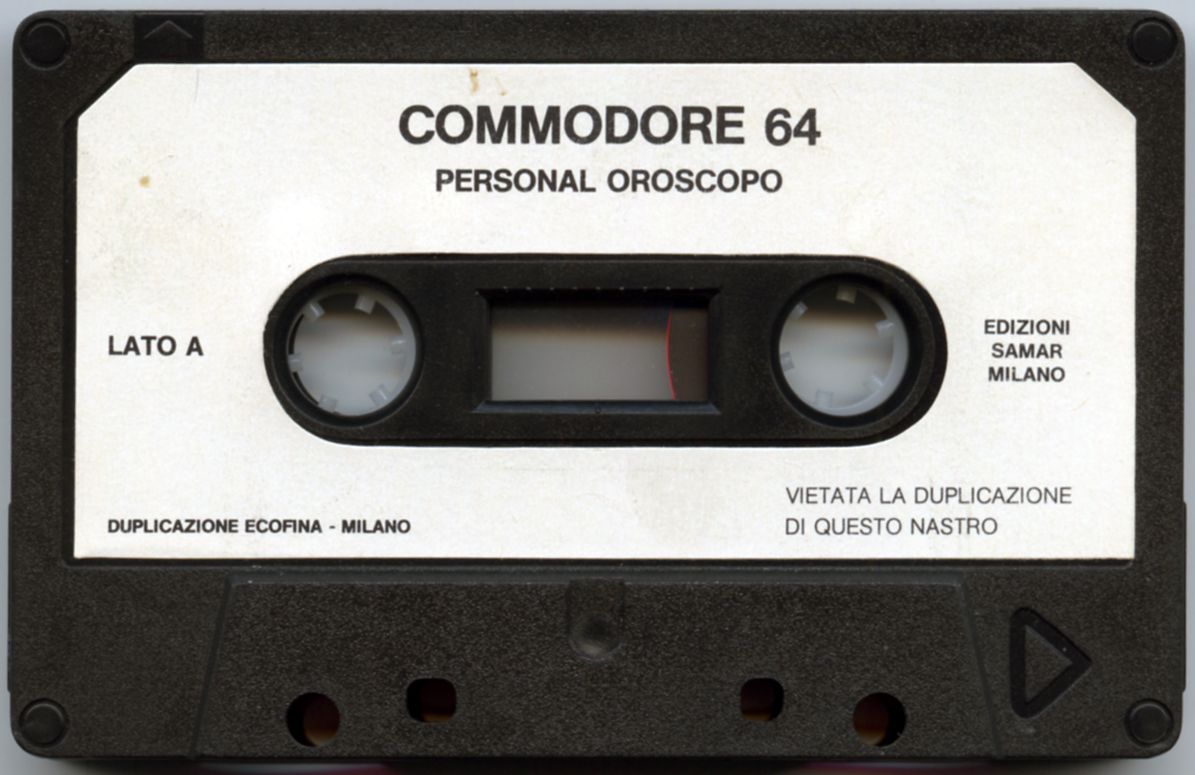 COMMODORE 64
PERSONAL OROSCOPO
LATO A
EDIZIONI
SAMAR
MILANO
VIETATA LA DUPLICAZIONE
DI QUESTO NASTRO
DUPLICAZIONE ECOFINA - MILANO